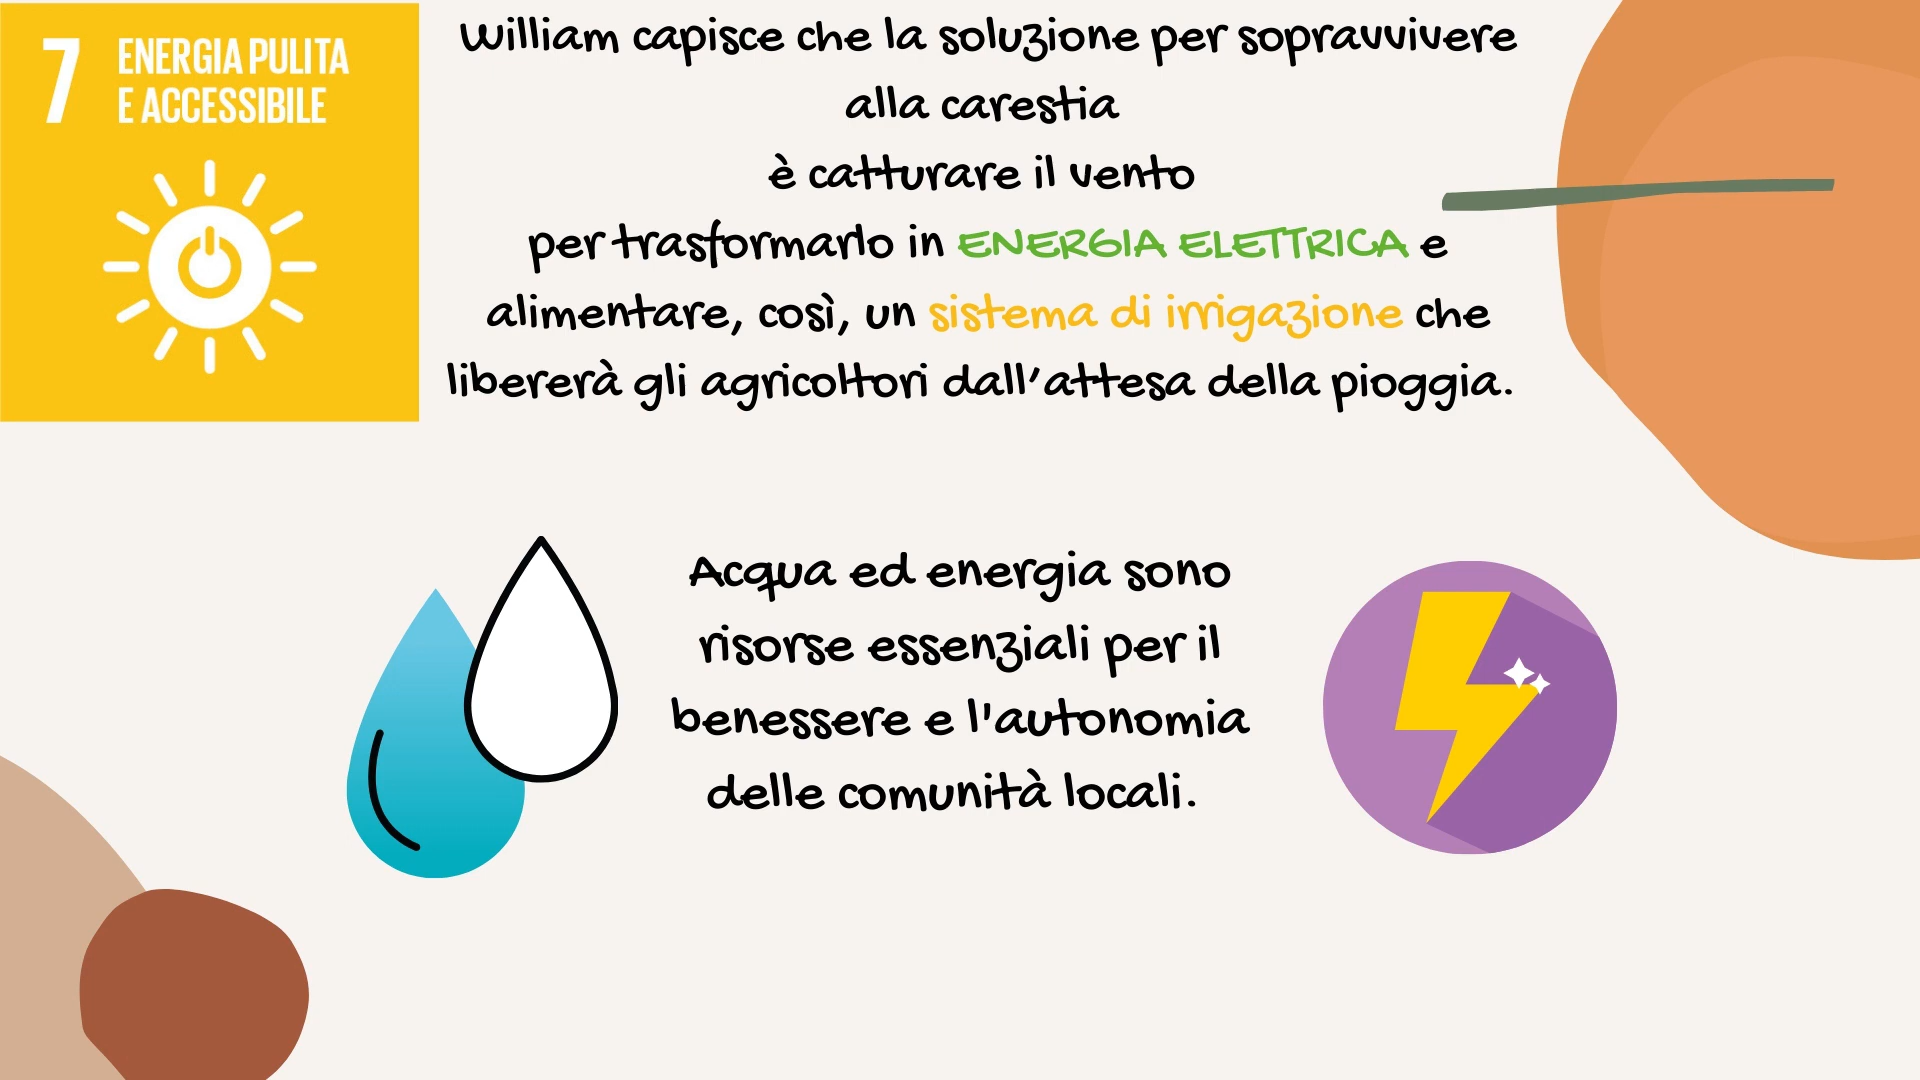 7 ENERGIA PULITA
E ACCESSIBILE
William capisce che la soluzione per sopravvivere
alla carestia
è catturare il vento
per trasformarlo in ENERGIA ELETTRICA e
alimentare, così, un sistema di irrigazione che
libererà gli agricoltori dall'attesa della pioggia.
Acqua ed energia sono
risorse essenziali per il
benessere e l'autonomia
delle comunità locali.